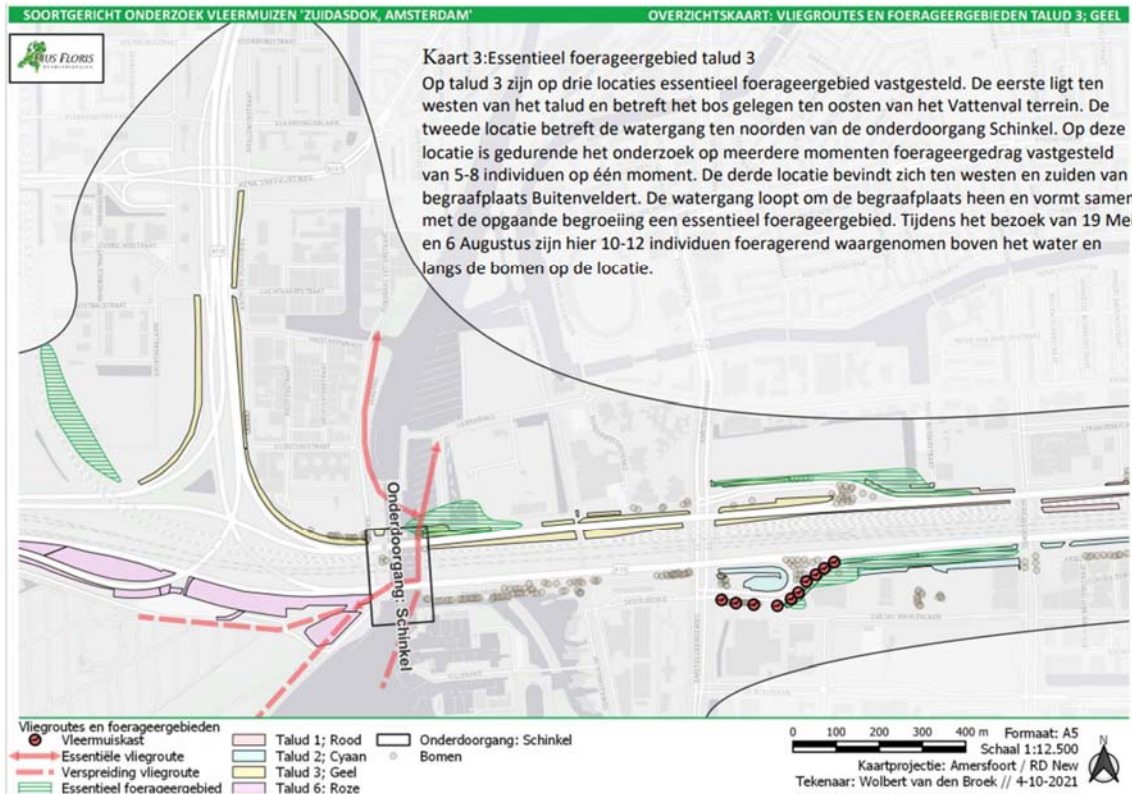 SOORTGERICHT ONDERZOEK VLEERMUIZEN 'ZUIDASDOK, AMSTERDAM'
OVERZICHTSKAART: VLIEGROUTES EN FOERAGEERGEBIEDEN TALUD 3; GEEL
PIUS FLORIS
Kaart 3:Essentieel foerageergebied talud 3
Op talud 3 zijn op drie locaties essentieel foerageergebied vastgesteld. De eerste ligt ten
westen van het talud en betreft het bos gelegen ten oosten van het Vattenval terrein. De
tweede locatie betreft de watergang ten noorden van de onderdoorgang Schinkel. Op deze
locatie is gedurende het onderzoek op meerdere momenten foerageergedrag vastgesteld
van 5-8 individuen op één moment. De derde locatie bevindt zich ten westen en zuiden van
begraafplaats Buitenveldert. De watergang loopt om de begraafplaats heen en vormt samen
met de opgaande begroeiing een essentieel foerageergebied. Tijdens het bezoek van 19 Mei
en 6 Augustus zijn hier 10-12 individuen foeragerend waargenomen boven het water en
langs de bomen op de locatie.
Onderdoorgang: Schinkel
Vliegroutes en foerageergebieden
Vleermuiskast
Essentiële vliegroute
Verspreiding vliegroute
Essentieel foerageergebied
Talud 1; Rood
Talud 2; Cyaan
Talud 3; Geel
Talud 6; Roze
Onderdoorgang: Schinkel
Bomen
0 100 200 300 400 m
Formaat: A5
Schaal 1:12.500
Kaartprojectie: Amersfoort / RD New
Tekenaar: Wolbert van den Broek // 4-10-2021
N